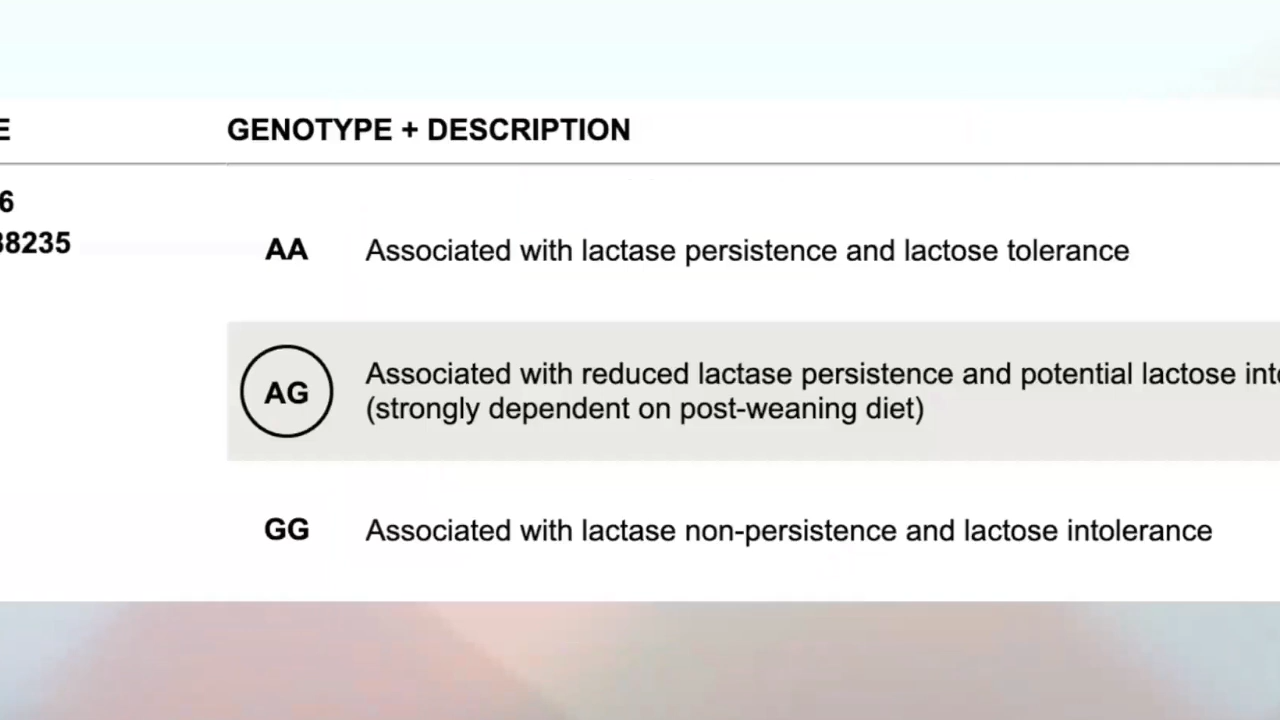 E GENOTYPE + DESCRIPTION
6
38235
AA Associated with lactase persistence and lactose tolerance
AG Associated with reduced lactase persistence and potential lactose
(strongly dependent on post-weaning diet)
GG Associated with lactase non-persistence and lactose intolerance